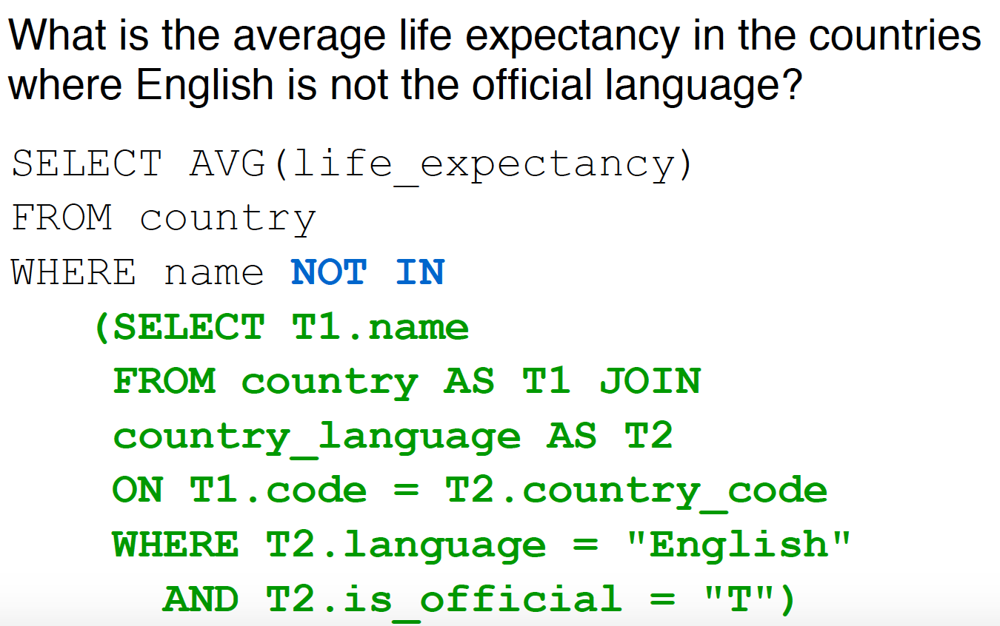 What is the average life expectancy in the countries
where English is not the official language?
SELECT AVG(life_expectancy)
FROM country
WHERE name NOT IN
(SELECT T1.name
FROM country AS T1 JOIN
country_language AS T2
ON T1.code = T2.country_code
WHERE T2.language = "English"
AND T2.is_official = "T")